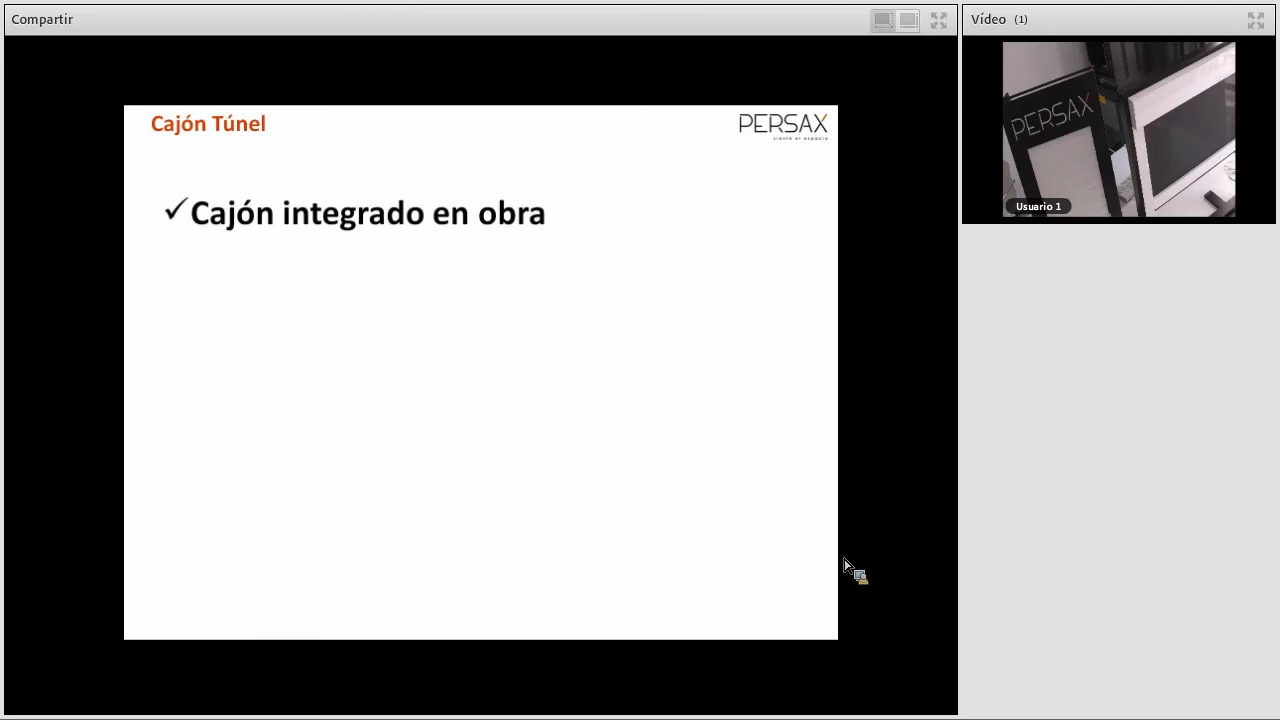 Compartir
Vídeo (1)
Cajón Túnel
PERSAX
✓Cajón integrado en obra
PERSAX
Usuario 1